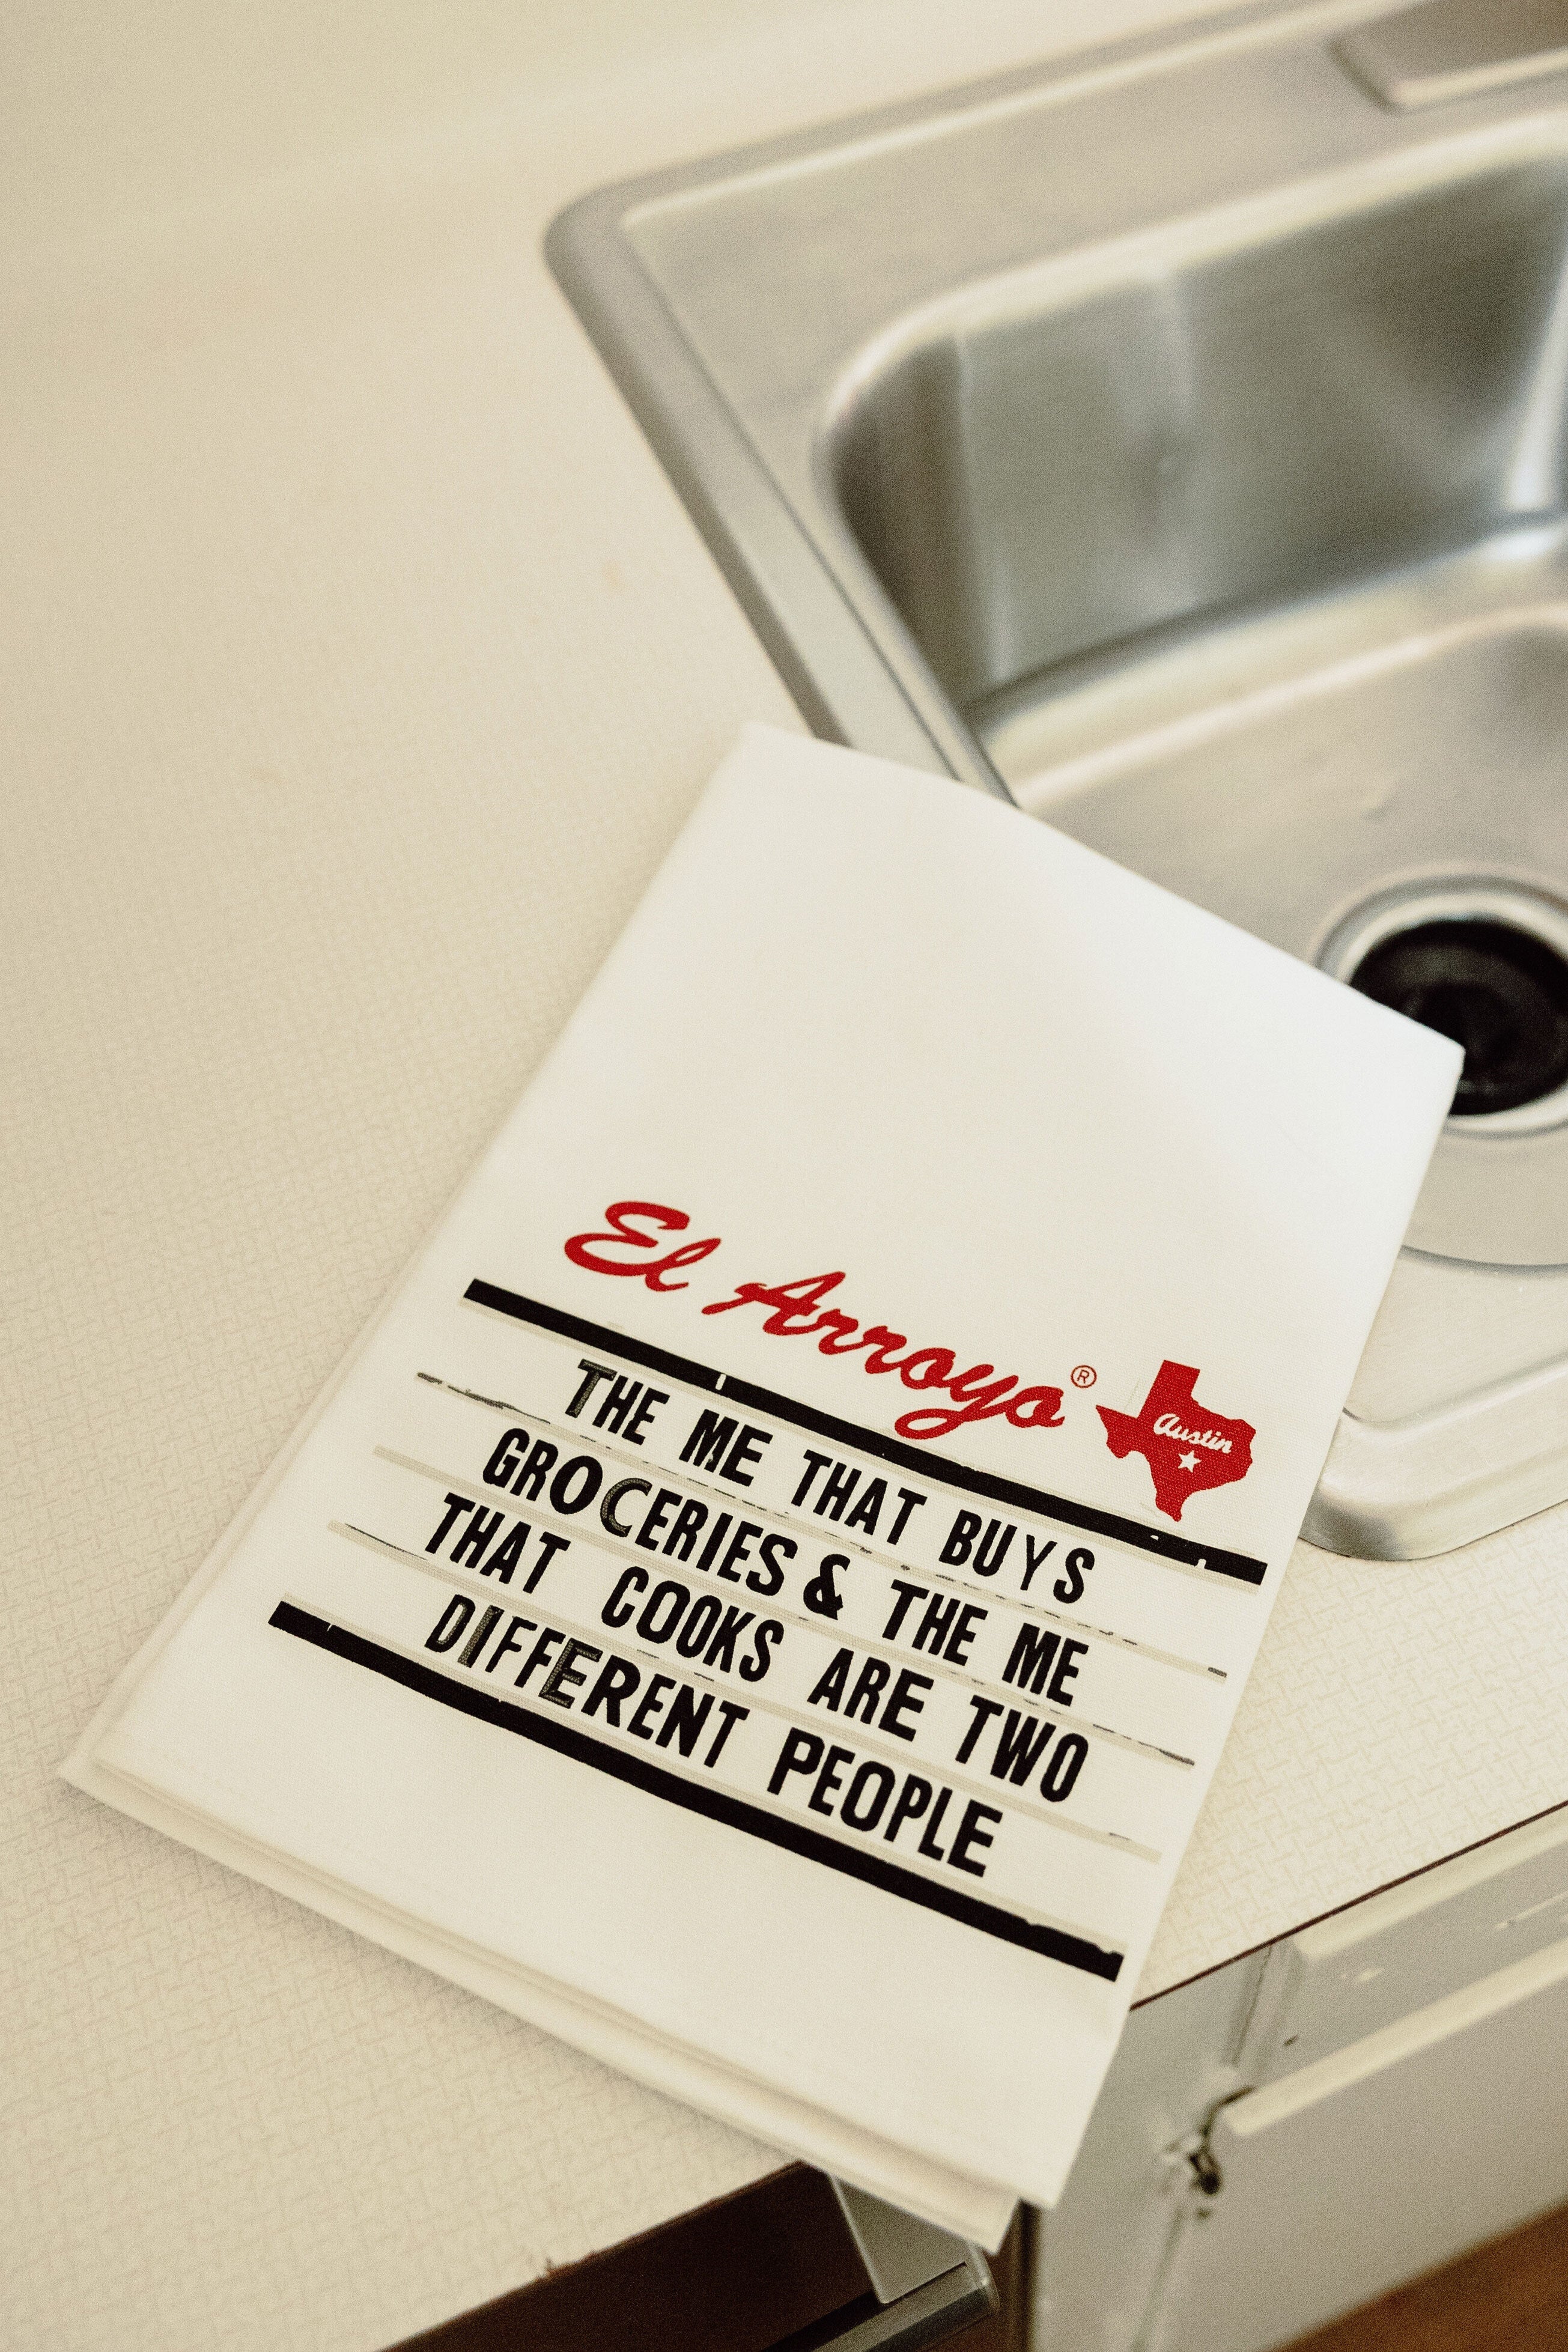 El Arroyo®
Austin
THE ME THAT BUYS
GROCERIES & THE ME
THAT COOKS ARE TWO
DIFFERENT PEOPLE